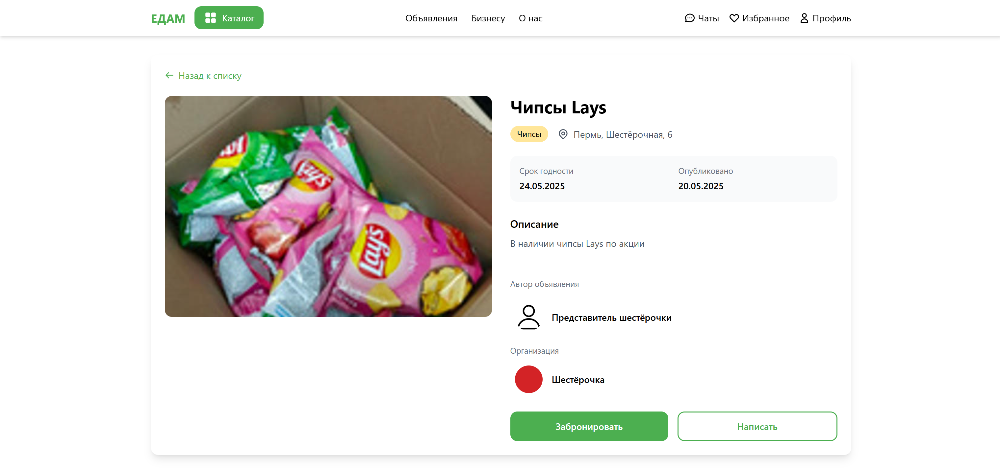 ЕДАМ
Каталог
Объявления Бизнесу О нас
Чаты Избранное Профиль
Назад к списку
Lays
Lays
Чипсы Lays
Чипсы
Пермь, Шестёрочная, 6
Срок годности
24.05.2025
Опубликовано
20.05.2025
Описание
В наличии чипсы Lays по акции
Автор объявления
Представитель шестёрочки
Организация
Шестёрочка
Забронировать
Написать